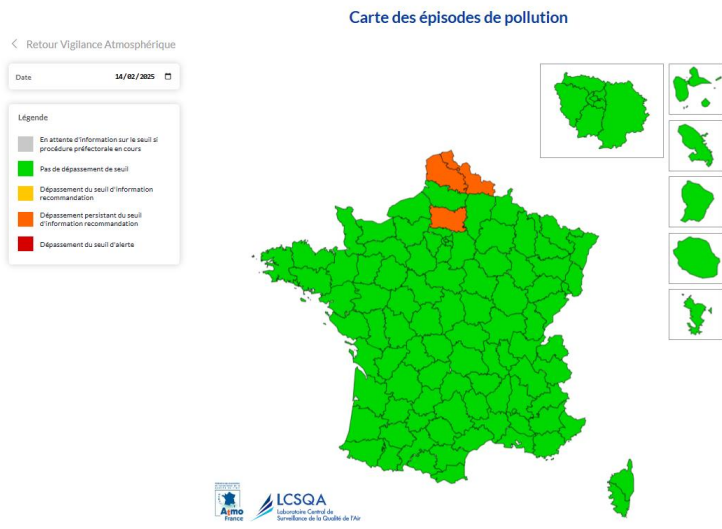 Carte des épisodes de pollution
Retour Vigilance Atmosphérique
Date 14/02/2025
Légende
En attente d'information sur le seuil si
procédure préfectorale en cours
Pas de dépassement de seuil
Dépassement du seuil d'information
recommandation
Dépassement persistant du seuil
d'information recommandation
Dépassement du seuil d'alerte
Atmo
France
LCSQA
Laboratoire Central de
Surveillance de la Qualité de l'Air